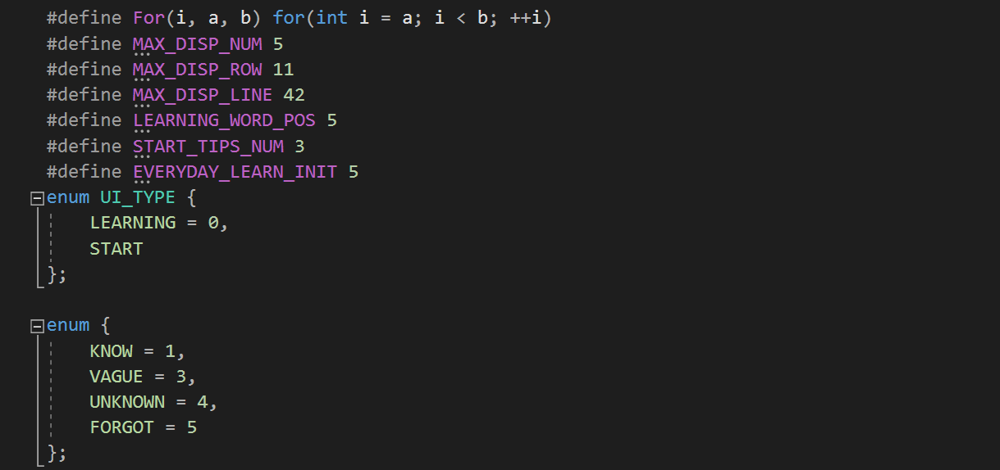 #define For(i, a, b) for(int i = a; i < b; ++i)
#define MAX_DISP_NUM 5
#define MAX_DISP_ROW 11
#define MAX_DISP_LINE 42
#define LEARNING_WORD_POS 5
#define START_TIPS_NUM 3
#define EVERYDAY_LEARN_INIT 5
enum UI_TYPE {
    LEARNING = 0,
    START
};

enum {
    KNOW = 1,
    VAGUE = 3,
    UNKNOWN = 4,
    FORGOT = 5
};